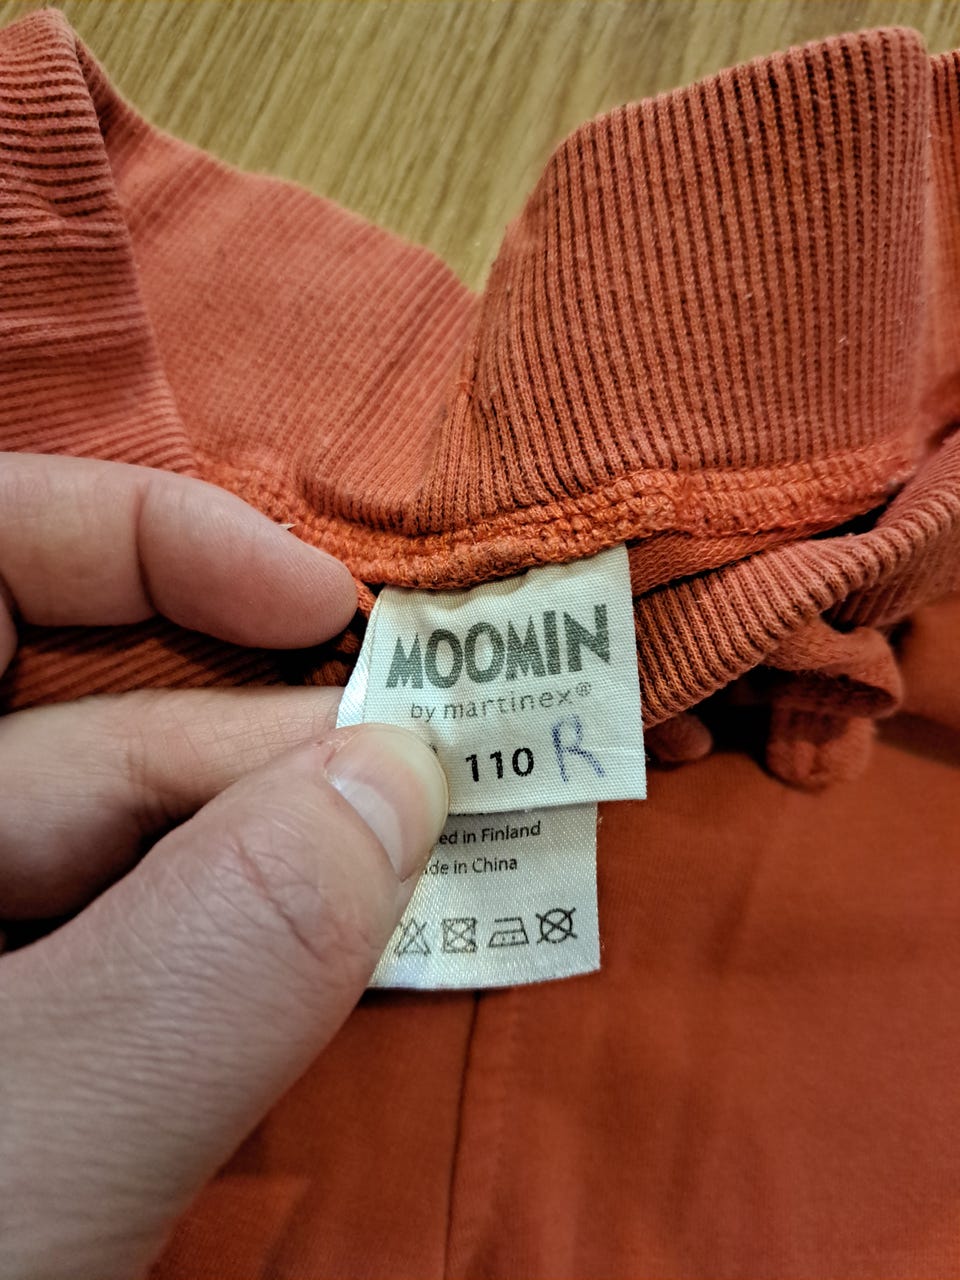 MOOMIN
by martinex®
110 R
ed in Finland
de in China